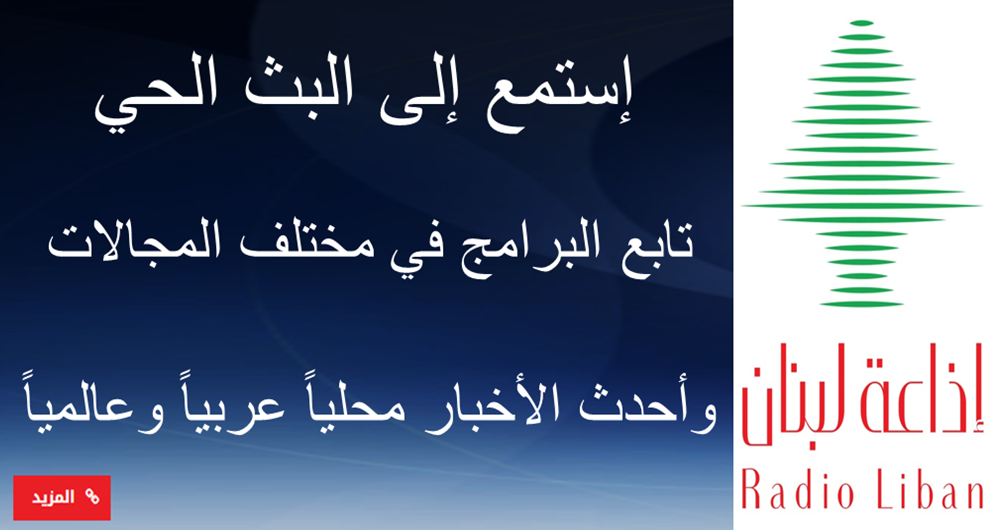 إستمع إلى البث الحي
تابع البرامج في مختلف المجالات
وأحدث الأخبار محلياً عربياً وعالمياً
المزيد
إذاعة لبنان
Radio Liban